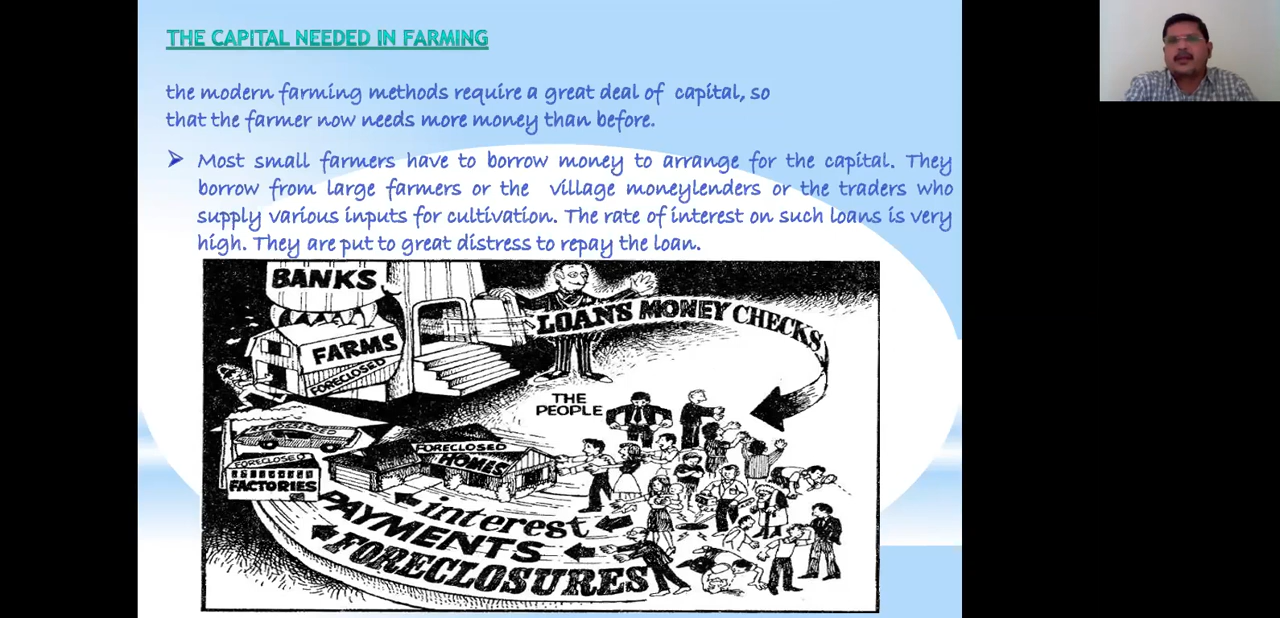 THE CAPITAL NEEDED IN FARMING
the modern farming methods require a great deal of capital, so
that the farmer now needs more money than before.
Most small farmers have to borrow money to arrange for the capital. They
borrow from large farmers or the village moneylenders or the traders who
supply various inputs for cultivation. The rate of interest on such loans is very
high. They are put to great distress to repay the loan.
BANKS
LOANS MONEY CHECKS
FARMS
FORECLOSED
THE
PEOPLE
REPOSSESSED
FORECLOSED
HOMES
FORECLOSED
FACTORIES
interest
PAYMENTS
FORECLOSURES